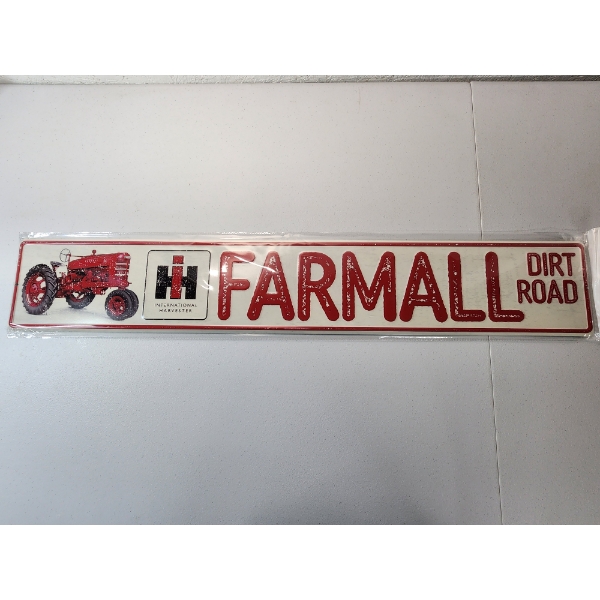 IH
INTERNATIONAL
HARVESTER
FARMALL
DIRT
ROAD